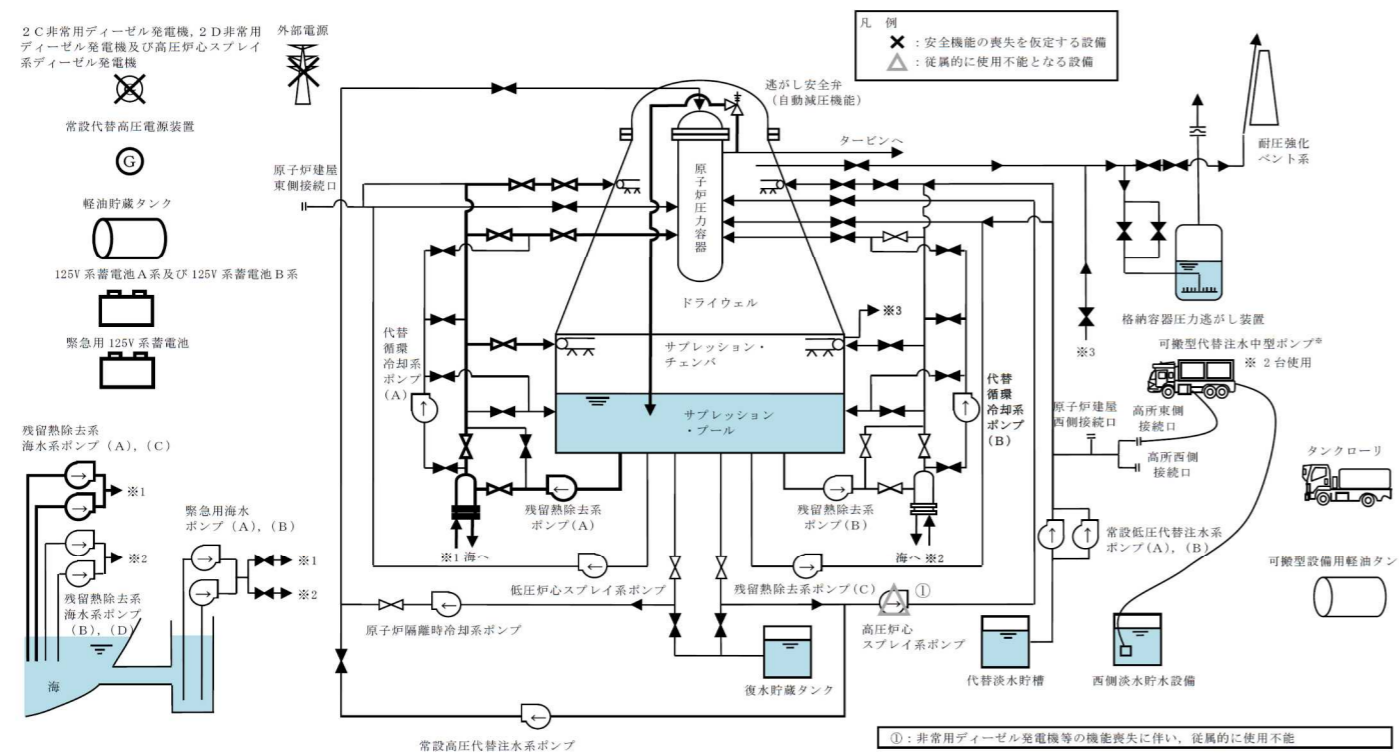 2C非常用ディーゼル発電機，2D非常用
ディーゼル発電機及び高圧炉心スプレイ
系ディーゼル発電機
外部電源
常設代替高圧電源装置
G
軽油貯蔵タンク
125V系蓄電池A系及び125V系蓄電池B系
緊急用125V系蓄電池
残留熱除去系
海水系ポンプ(A)，(C)
※1
※2
残留熱除去系
海水系ポンプ
(B)，(D)
海
緊急用海水
ポンプ(A)，(B)
※1
※2
凡 例
✕：安全機能の喪失を仮定する設備
△：従属的に使用不能となる設備
逃がし安全弁
(自動減圧機能)
タービンへ
耐圧強化
ベント系
原子炉建屋
東側接続口
原子炉圧力容器
ドライウェル
※3
サプレッション・
チェンバ
サプレッション
・プール
代替
循環
冷却系
ポンプ
(A)
代替
循環
冷却系
ポンプ
(B)
残留熱除去系
ポンプ(A)
残留熱除去系
ポンプ(B)
※1 海へ
海へ ※2
格納容器圧力逃がし装置
※3
可搬型代替注水中型ポンプ※
※ 2台使用
原子炉建屋
西側接続口
高所東側
接続口
高所西側
接続口
タンクローリ
常設低圧代替注水系
ポンプ(A)，(B)
可搬型設備用軽油タン
低圧炉心スプレイ系ポンプ
残留熱除去系ポンプ(C)
①
原子炉隔離時冷却系ポンプ
高圧炉心
スプレイ系ポンプ
復水貯蔵タンク
代替淡水貯槽
西側淡水貯水設備
常設高圧代替注水系ポンプ
①：非常用ディーゼル発電機等の機能喪失に伴い，従属的に使用不能